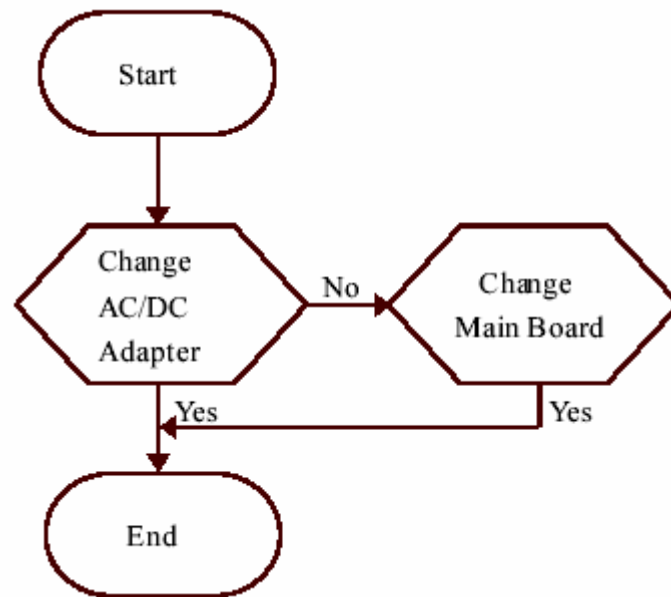 Start
Change
AC/DC
Adapter
No
Change
Main Board
Yes
Yes
End